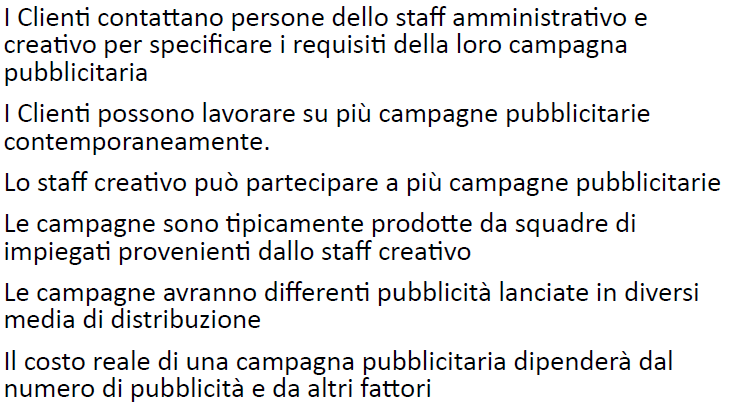 I Clienti contattano persone dello staff amministrativo e
creativo per specificare i requisiti della loro campagna
pubblicitaria
I Clienti possono lavorare su più campagne pubblicitarie
contemporaneamente.
Lo staff creativo può partecipare a più campagne pubblicitarie
Le campagne sono tipicamente prodotte da squadre di
impiegati provenienti dallo staff creativo
Le campagne avranno differenti pubblicità lanciate in diversi
media di distribuzione
Il costo reale di una campagna pubblicitaria dipenderà dal
numero di pubblicità e da altri fattori